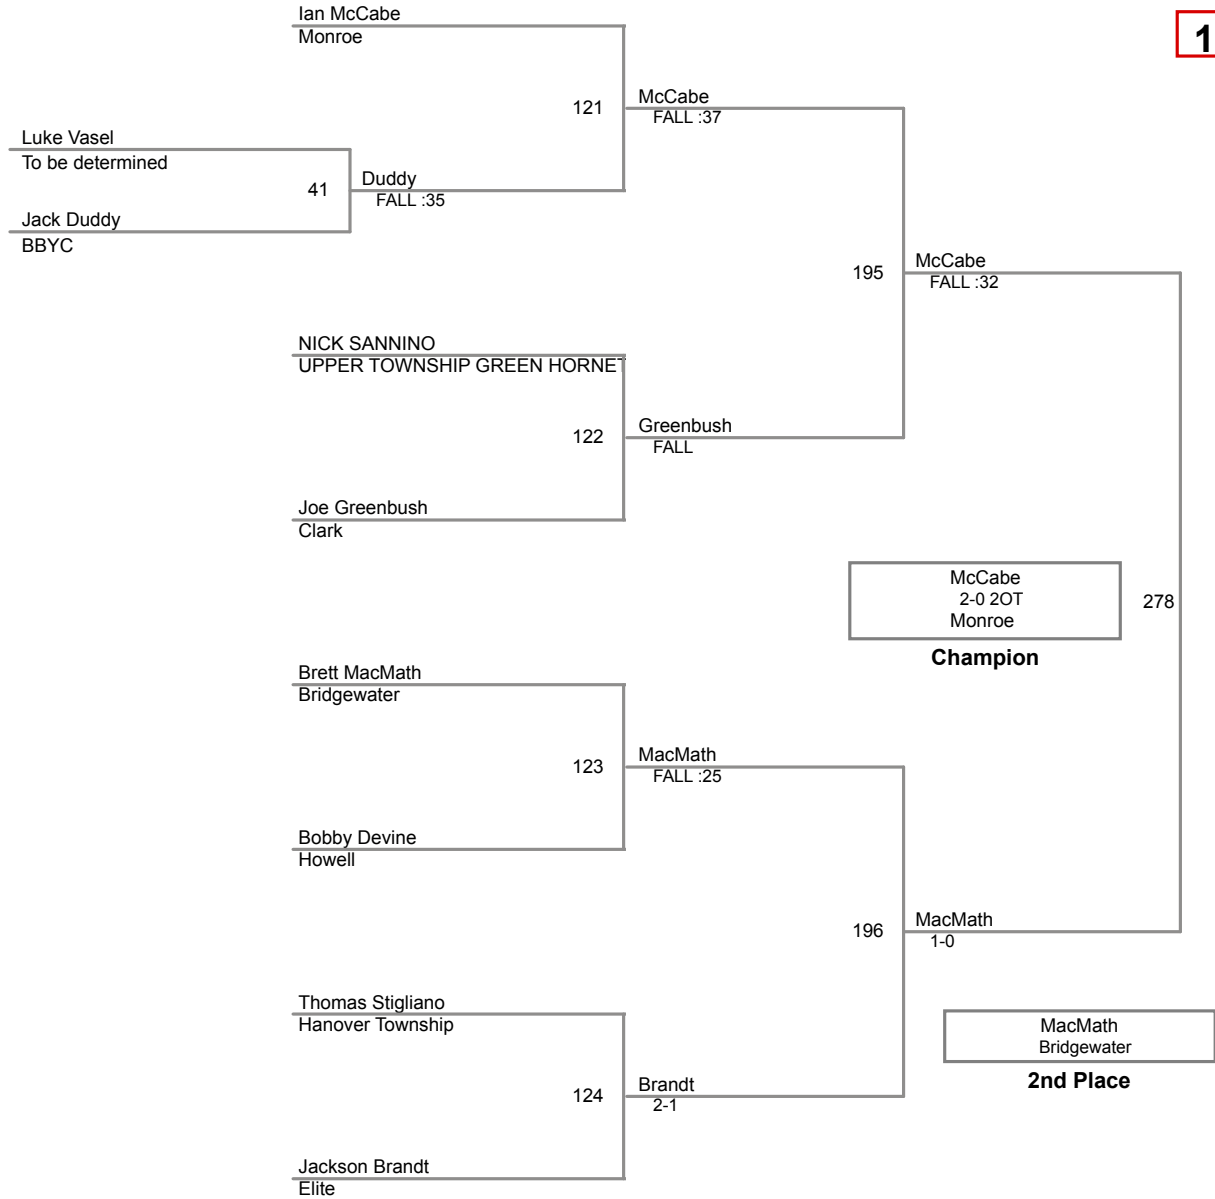 Ian McCabe
Monroe
1
121
McCabe
FALL :37
Luke Vasel
To be determined
41
Duddy
FALL :35
Jack Duddy
BBYC
195
McCabe
FALL :32
NICK SANNINO
UPPER TOWNSHIP GREEN HORNET
122
Greenbush
FALL
Joe Greenbush
Clark
McCabe
2-0 2OT
Monroe
278
Champion
Brett MacMath
Bridgewater
123
MacMath
FALL :25
Bobby Devine
Howell
196
MacMath
1-0
Thomas Stigliano
Hanover Township
MacMath
Bridgewater
2nd Place
124
Brandt
2-1
Jackson Brandt
Elite